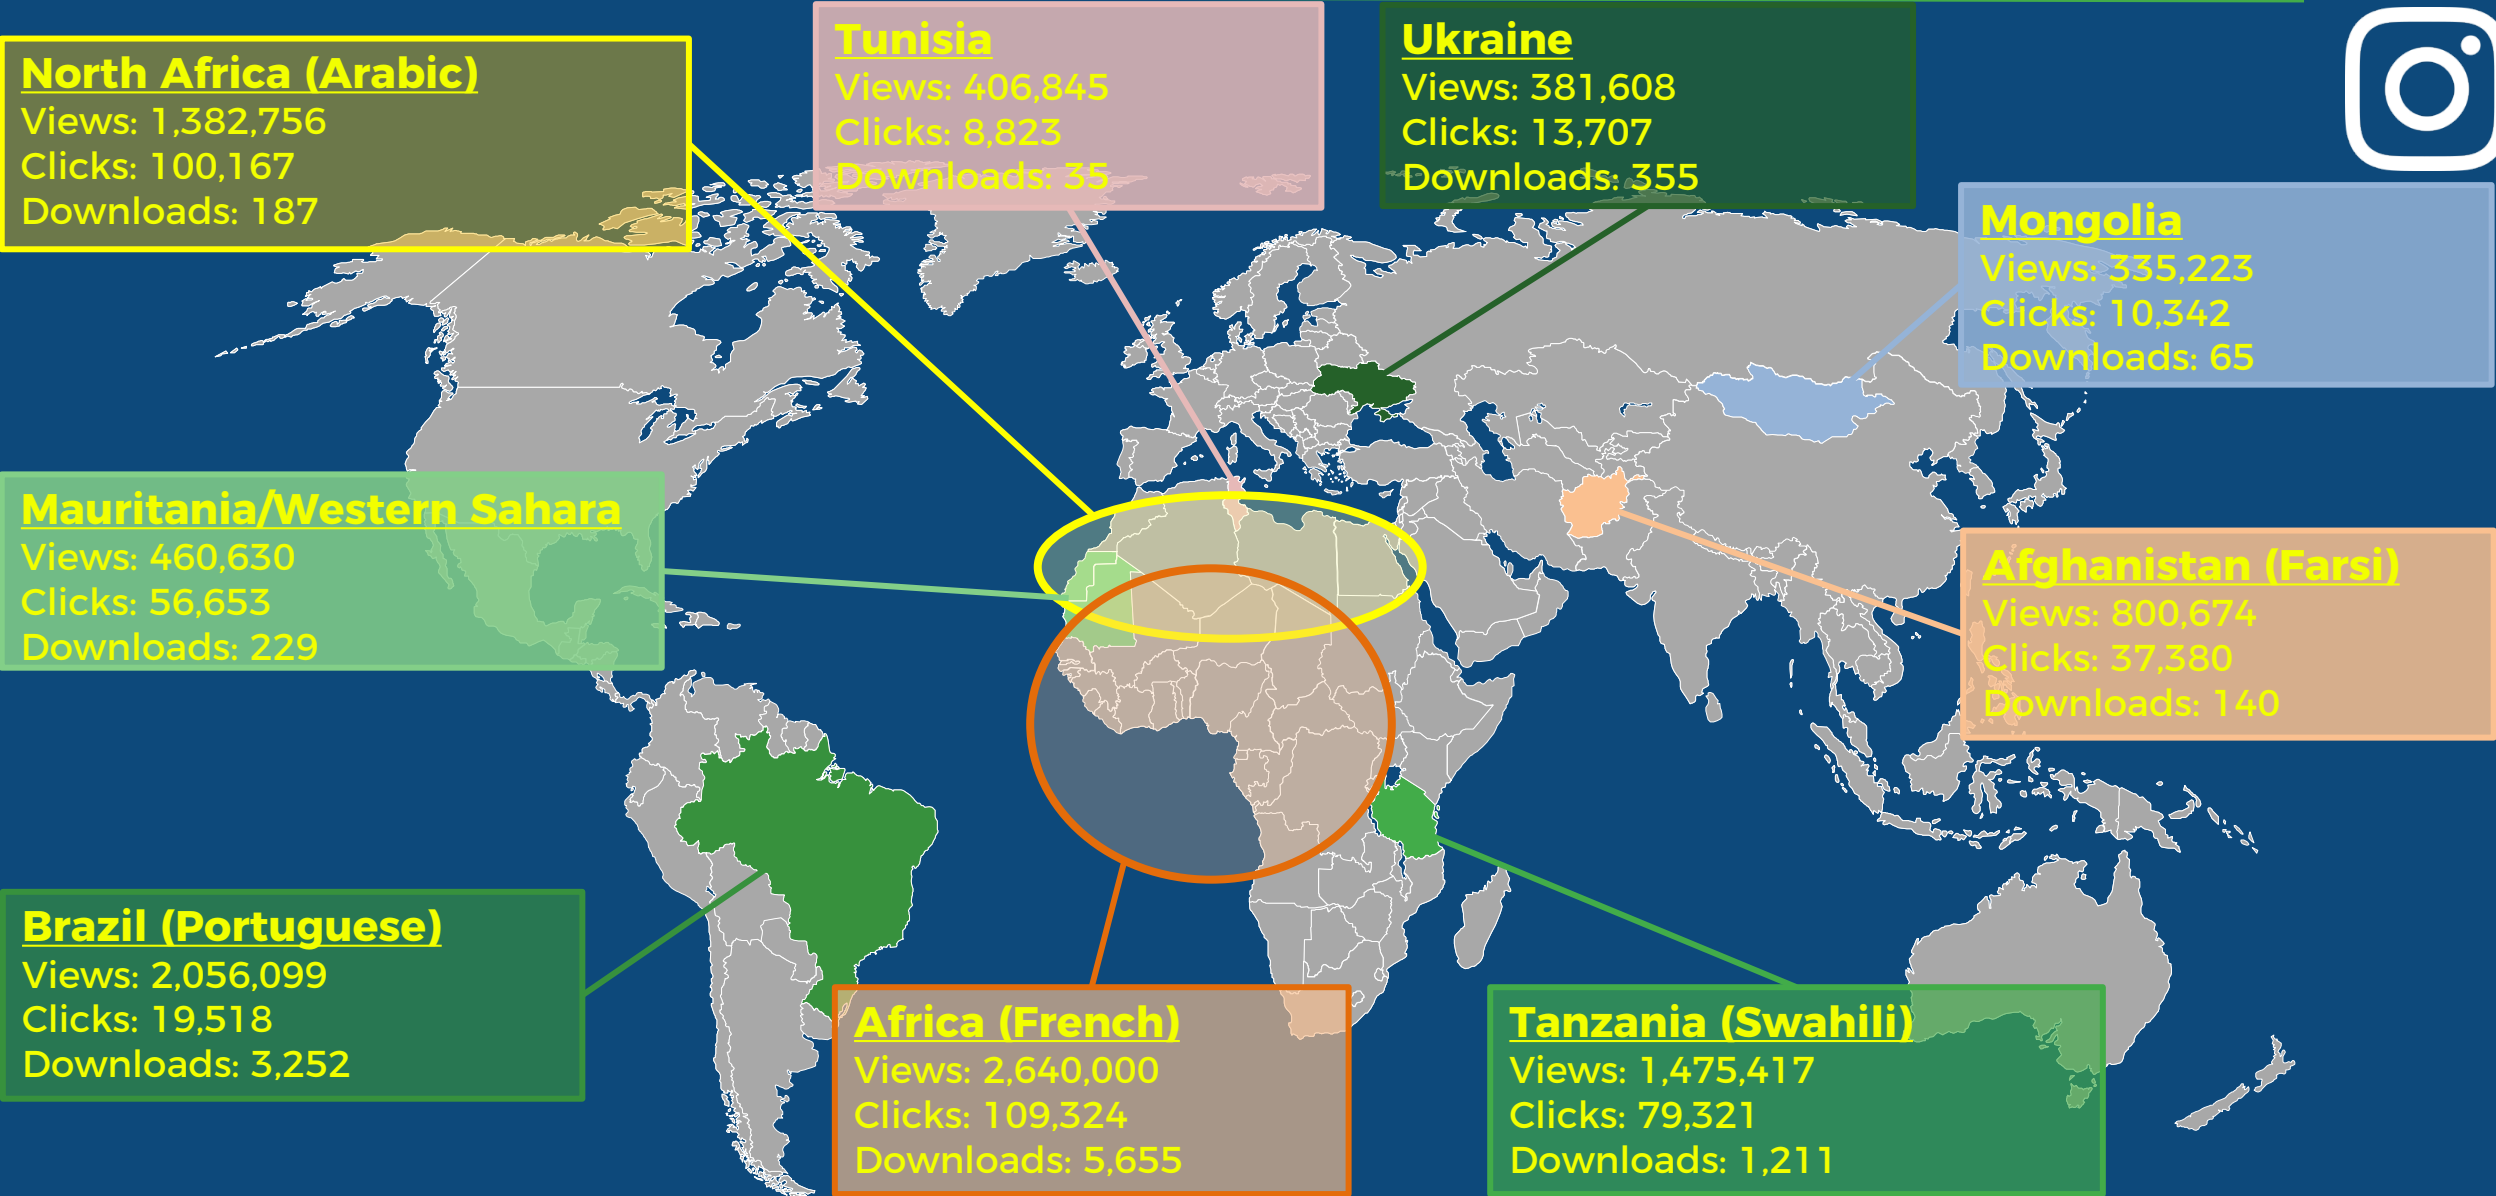 North Africa (Arabic)
Views: 1,382,756
Clicks: 100,167
Downloads: 187
Tunisia
Views: 406,845
Clicks: 8,823
Downloads: 35
Ukraine
Views: 381,608
Clicks: 13,707
Downloads: 355
Mongolia
Views: 335,223
Clicks: 10,342
Downloads: 65
Mauritania/Western Sahara
Views: 460,630
Clicks: 56,653
Downloads: 229
Afghanistan (Farsi)
Views: 800,674
Clicks: 37,380
Downloads: 140
Brazil (Portuguese)
Views: 2,056,099
Clicks: 19,518
Downloads: 3,252
Africa (French)
Views: 2,640,000
Clicks: 109,324
Downloads: 5,655
Tanzania (Swahili)
Views: 1,475,417
Clicks: 79,321
Downloads: 1,211